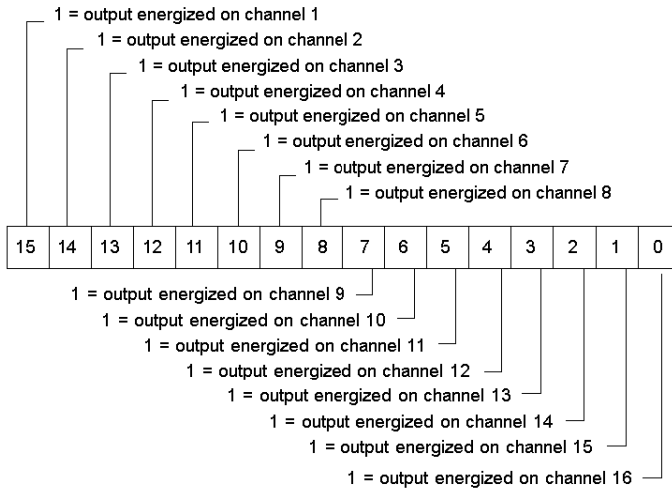 1 = output energized on channel 1
1 = output energized on channel 2
1 = output energized on channel 3
1 = output energized on channel 4
1 = output energized on channel 5
1 = output energized on channel 6
1 = output energized on channel 7
1 = output energized on channel 8
15 14 13 12 11 10 9 8 7 6 5 4 3 2 1 0
1 = output energized on channel 9
1 = output energized on channel 10
1 = output energized on channel 11
1 = output energized on channel 12
1 = output energized on channel 13
1 = output energized on channel 14
1 = output energized on channel 15
1 = output energized on channel 16